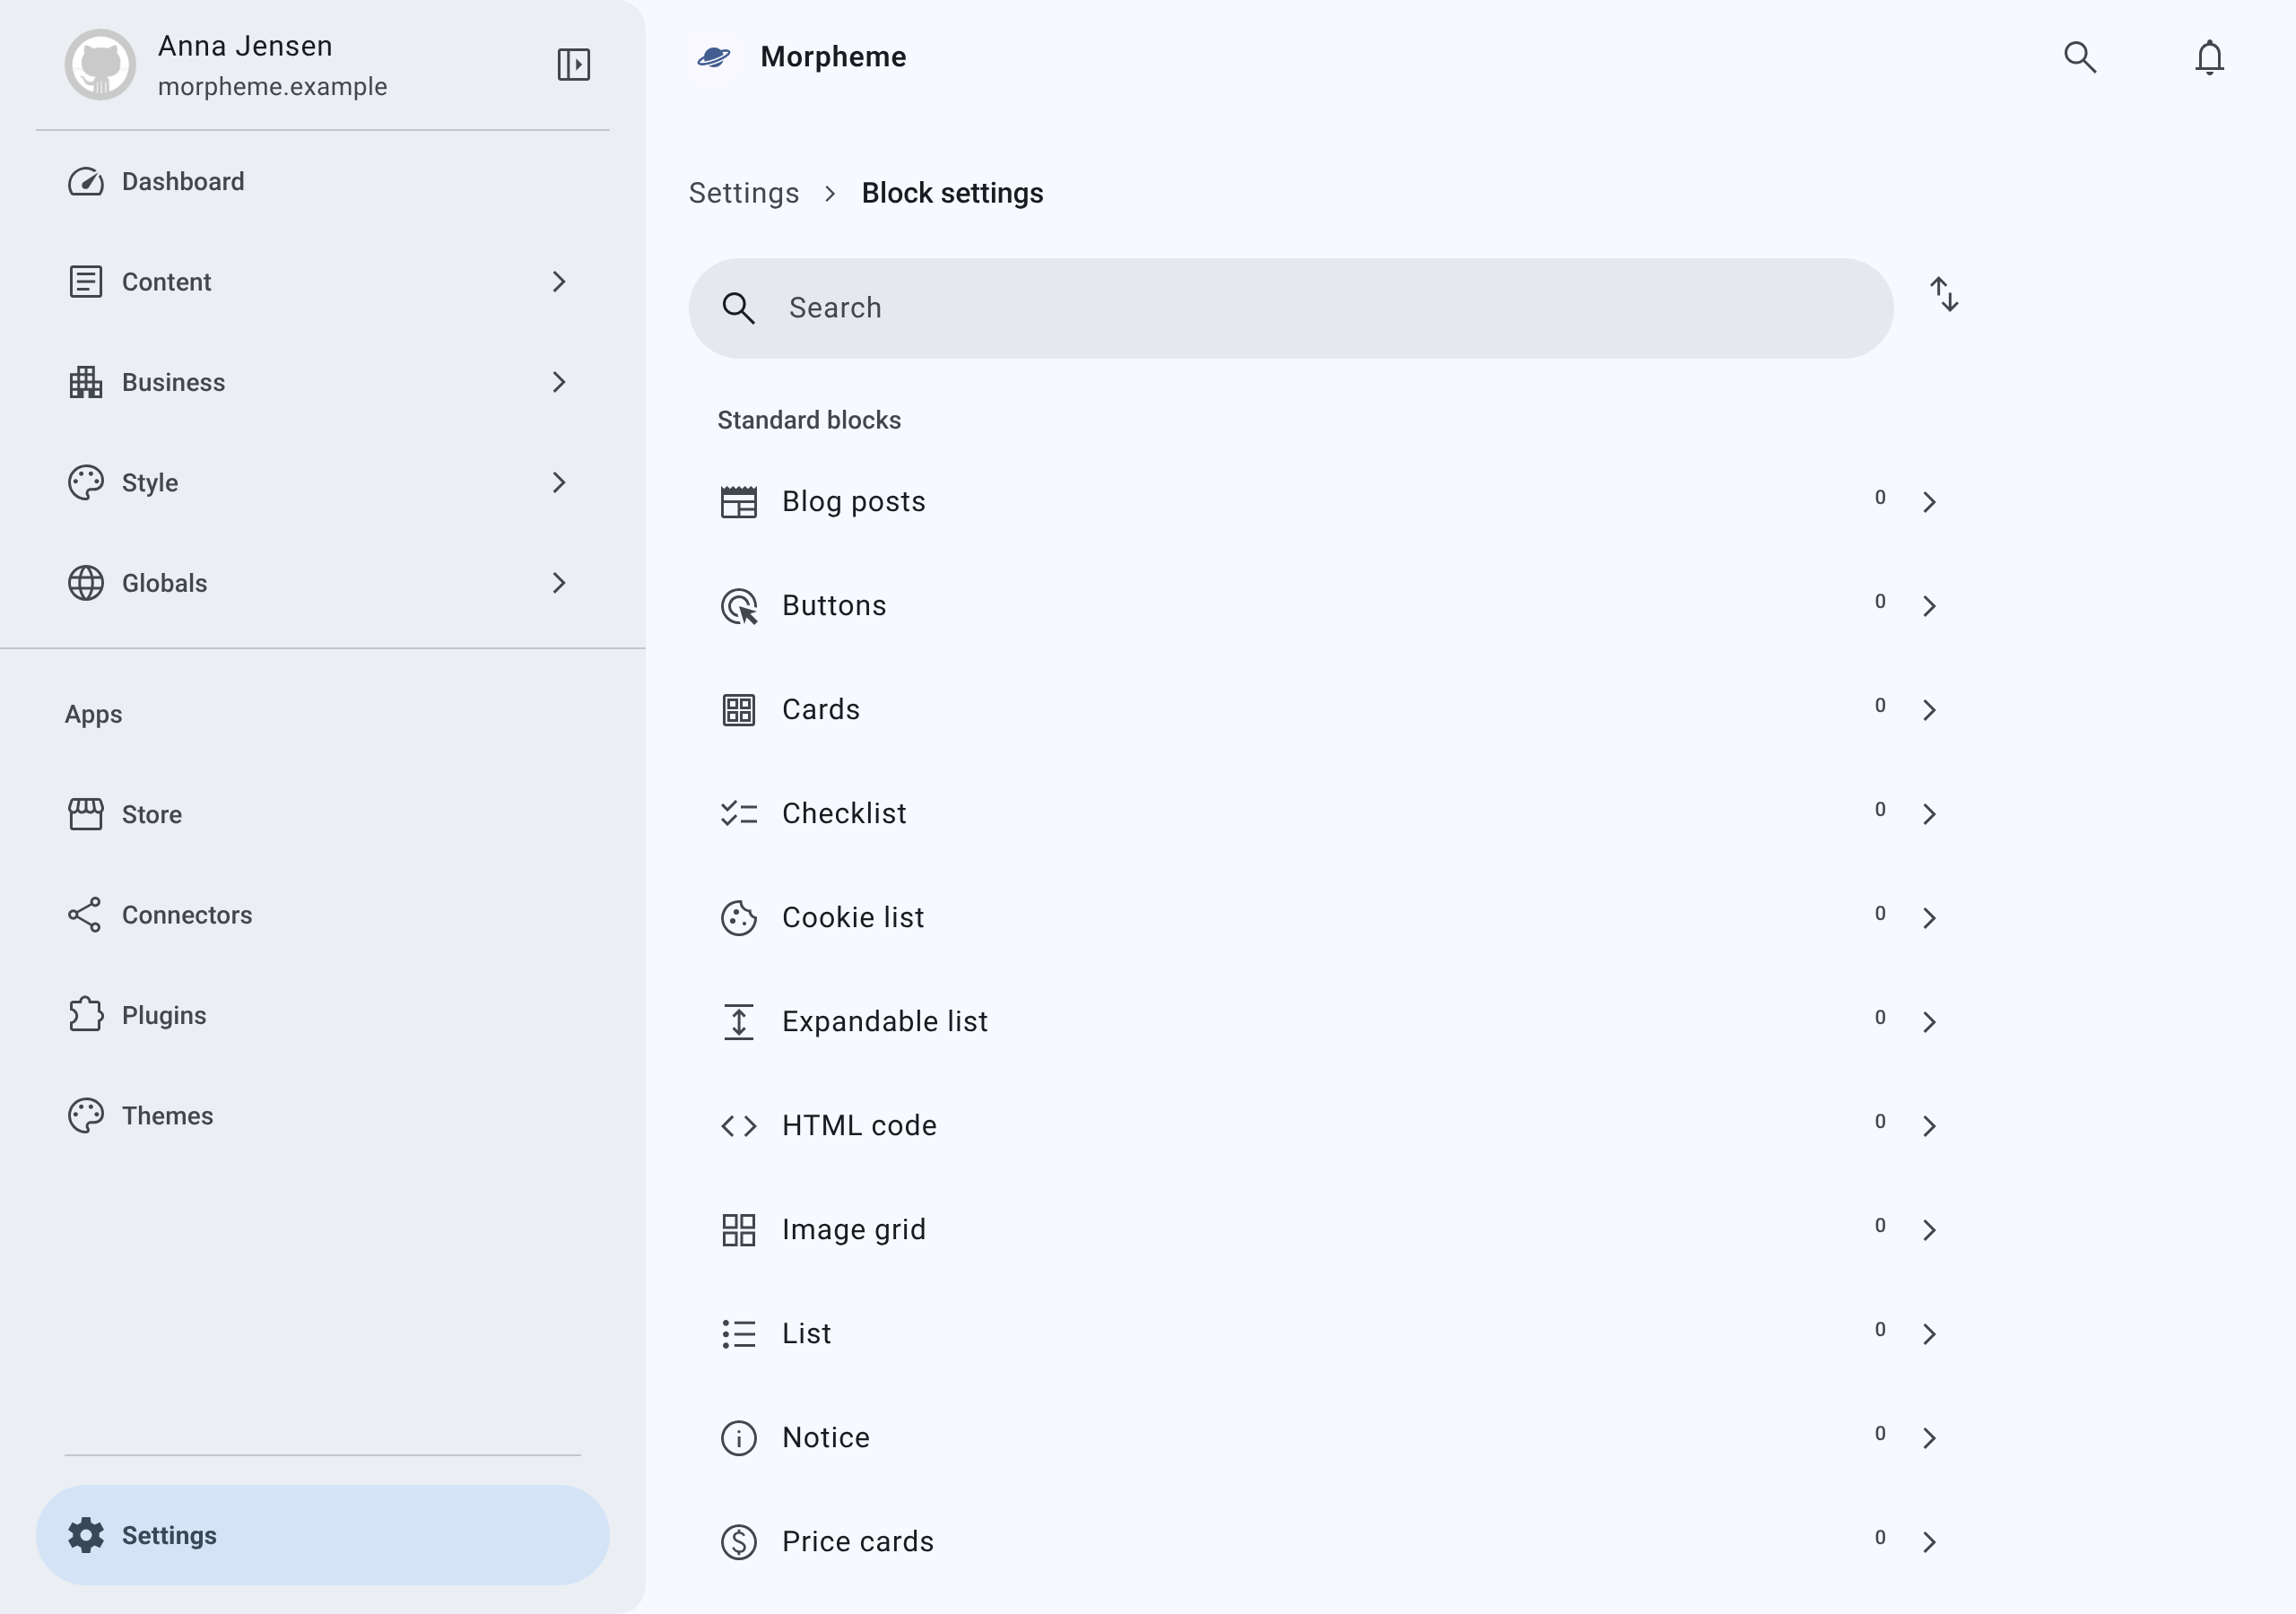 Anna Jensen
morpheme.example
Dashboard
Content
Business
Style
Globals
Apps
Store
Connectors
Plugins
Themes
Settings
Morpheme
Settings > Block settings
Search
Standard blocks
Blog posts 0
Buttons 0
Cards 0
Checklist 0
Cookie list 0
Expandable list 0
HTML code 0
Image grid 0
List 0
Notice 0
Price cards 0